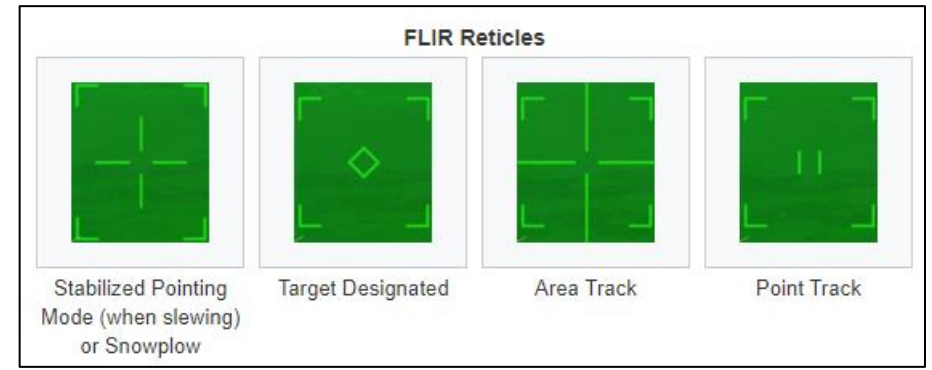 FLIR Reticles
Stabilized Pointing
Mode (when slewing)
or Snowplow
Target Designated
Area Track
Point Track